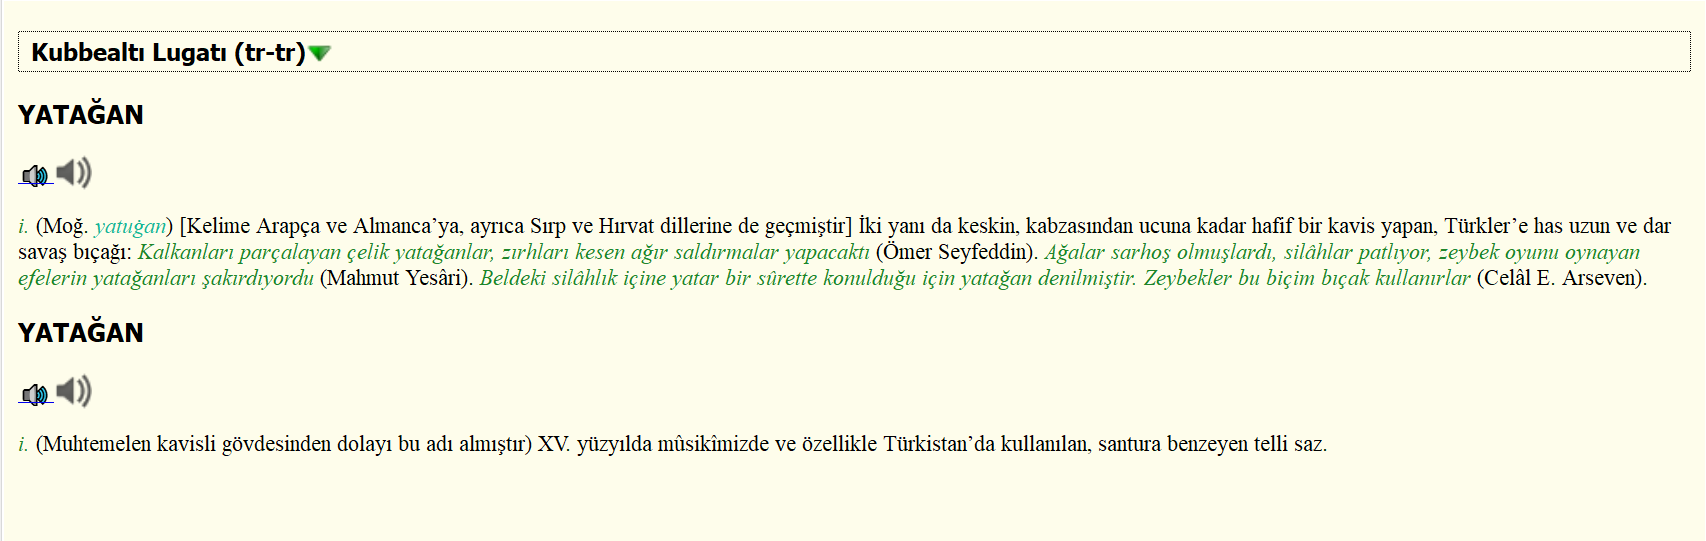 Kubbealtı Lugatı (tr-tr)
YATAĞAN
i. (Moğ. yatuġan) [Kelime Arapça ve Almanca’ya, ayrıca Sırp ve Hırvat dillerine de geçmiştir] İki yanı da keskin, kabzasından ucuna kadar hafif bir kavis yapan, Türkler’e has uzun ve dar
savaş bıçağı: Kalkanları parçalayan çelik yatağanlar, zırhları kesen ağır saldırmalar yapacaktı (Ömer Seyfeddin). Ağalar sarhoş olmuşlardı, silâhlar patlıyor, zeybek oyunu oynayan
efelerin yatağanları şakırdıyordu (Mahmut Yesâri). Beldeki silâhlık içine yatar bir sûrette konulduğu için yatağan denilmiştir. Zeybekler bu biçim bıçak kullanırlar (Celâl E. Arseven).
YATAĞAN
i. (Muhtemelen kavisli gövdesinden dolayı bu adı almıştır) XV. yüzyılda mûsikîmizde ve özellikle Türkistan’da kullanılan, santura benzeyen telli saz.